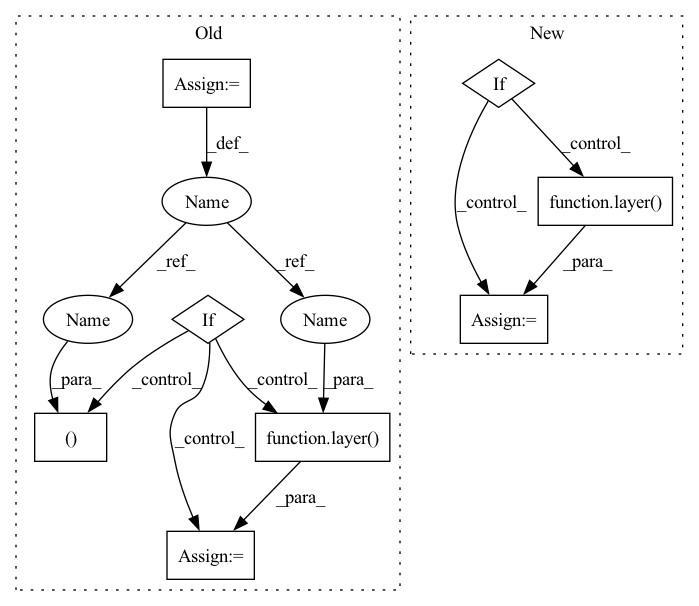 Old
New
Assign:=
If
_def_
_control_
Name
function.layer()
_control_
_ref_
_ref_
_para_
Name
If
Name
Assign:=
_para_
_control_
_control_
_para_
()
_control_
function.layer()
_para_
Assign:=